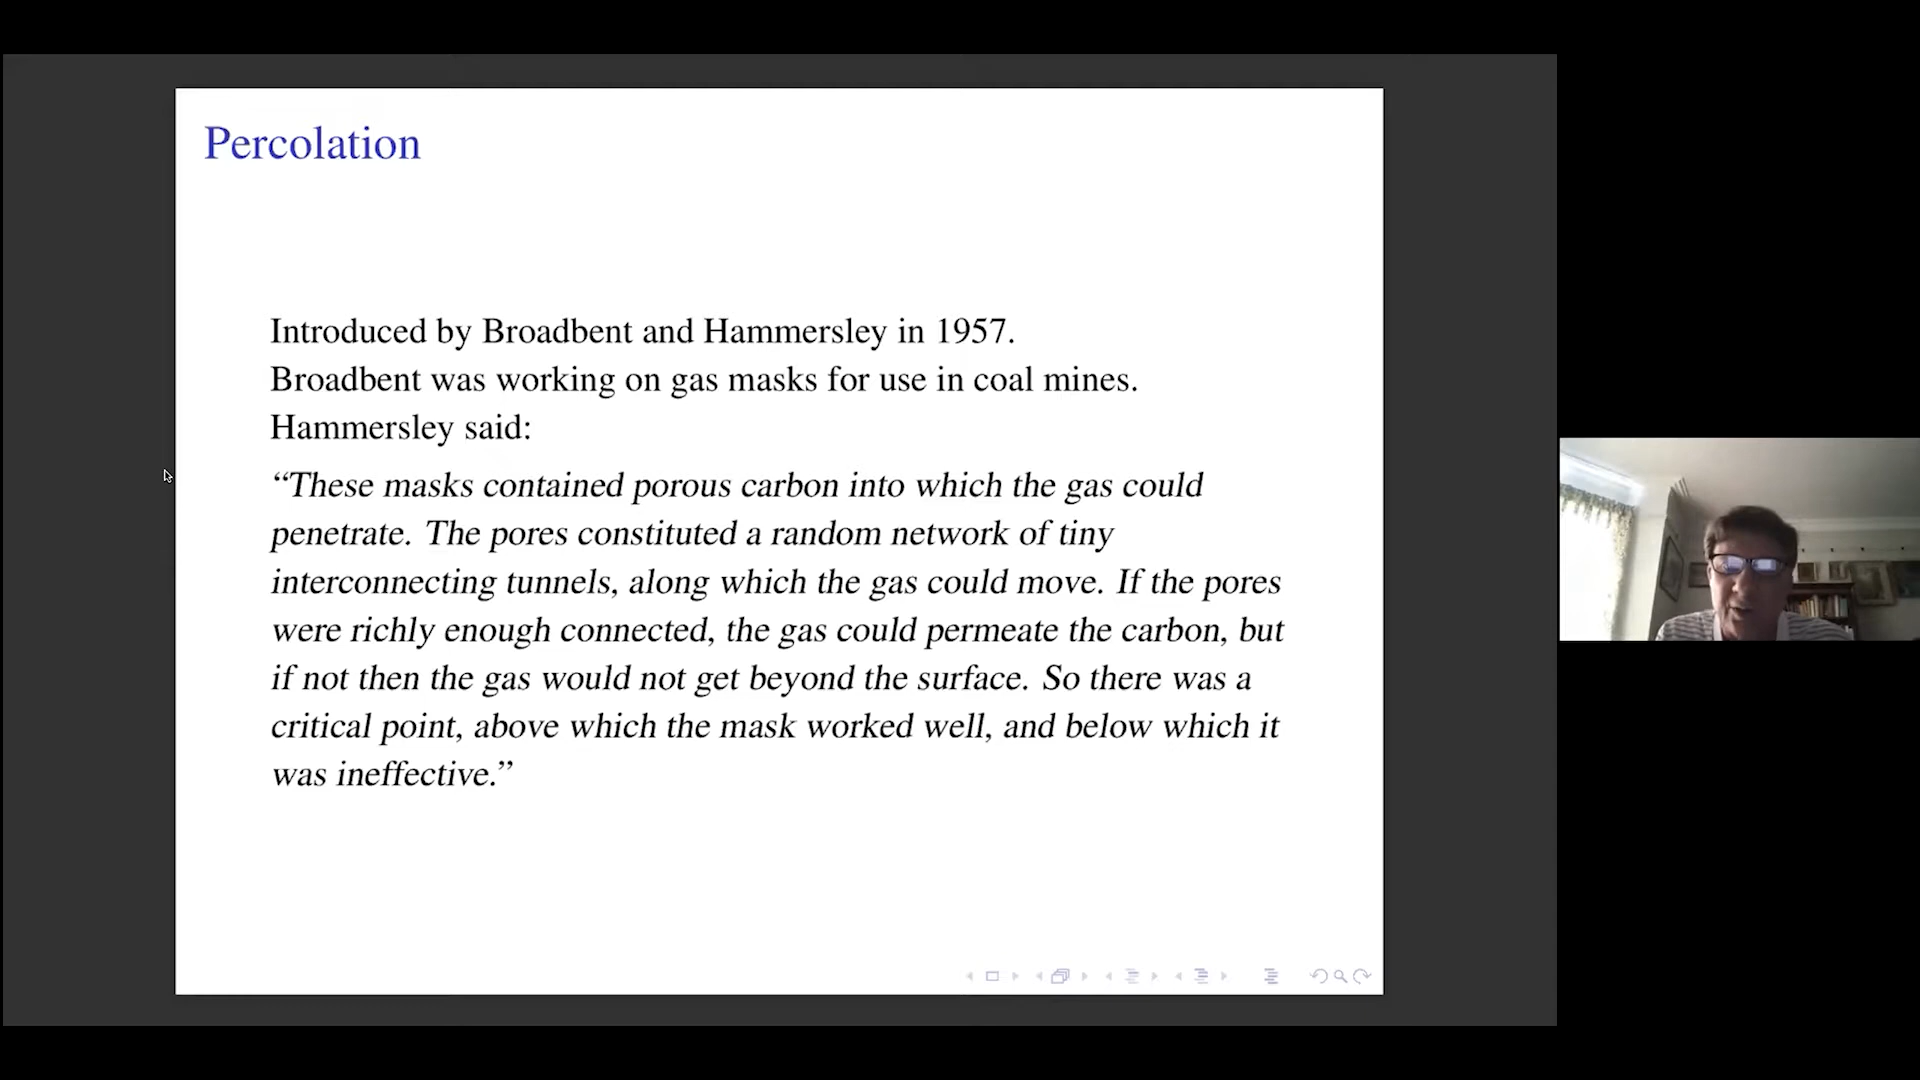 Percolation
Introduced by Broadbent and Hammersley in 1957.
Broadbent was working on gas masks for use in coal mines.
Hammersley said:
“These masks contained porous carbon into which the gas could
penetrate. The pores constituted a random network of tiny
interconnecting tunnels, along which the gas could move. If the pores
were richly enough connected, the gas could permeate the carbon, but
if not then the gas would not get beyond the surface. So there was a
critical point, above which the mask worked well, and below which it
was ineffective.”